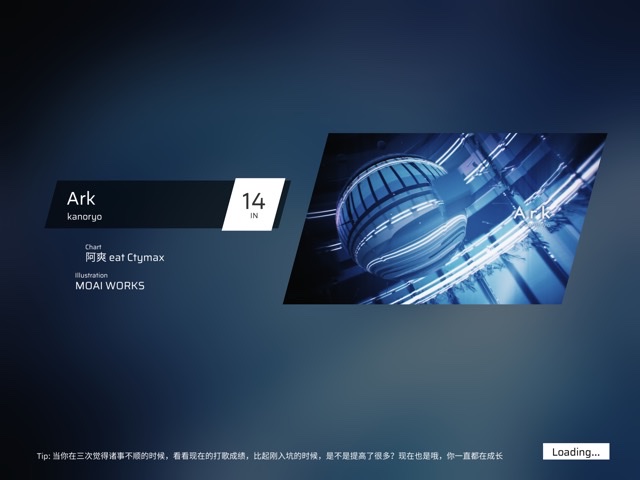 Ark
kanoryo
14
IN
Chart
阿爽 eat Ctymax
Illustration
MOAI WORKS
Ark
Tip: 当你在三次觉得诸事不顺的时候，看看现在的打歌成绩，比起刚入坑的时候，是不是提高了很多？现在也是哦，你一直都在成长
Loading...